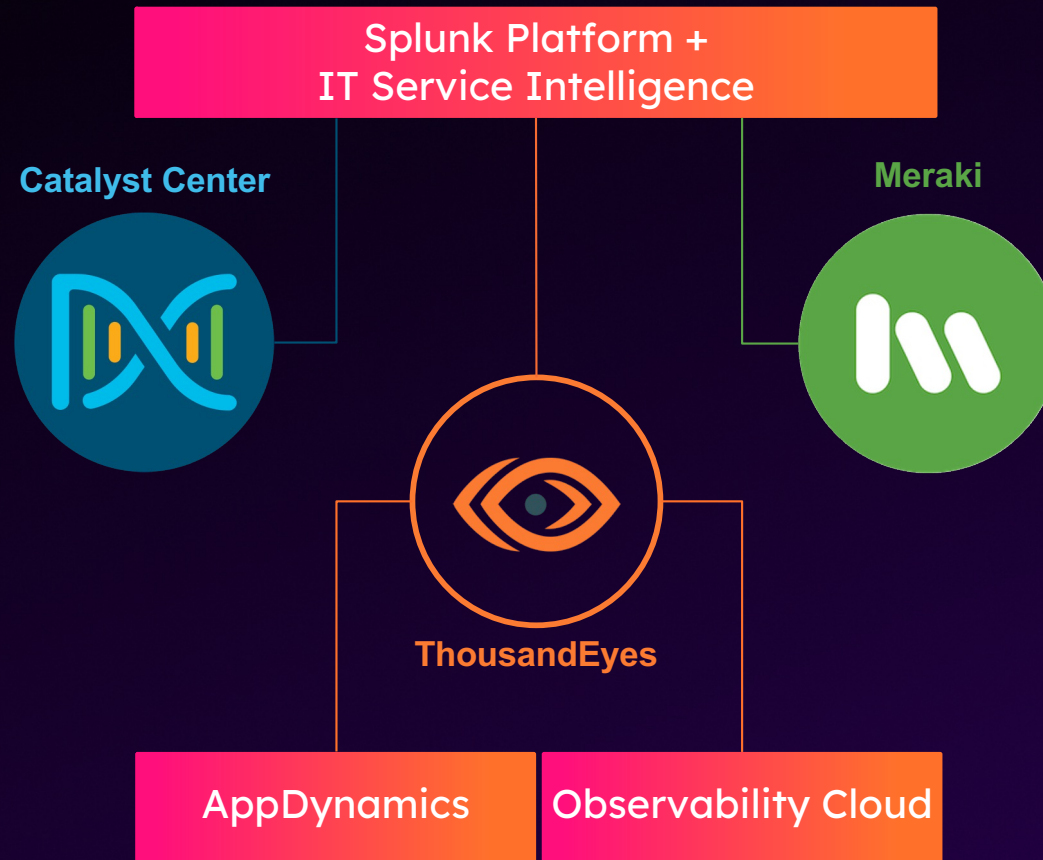 Splunk Platform +
IT Service Intelligence
Catalyst Center
Meraki
ThousandEyes
AppDynamics
Observability Cloud